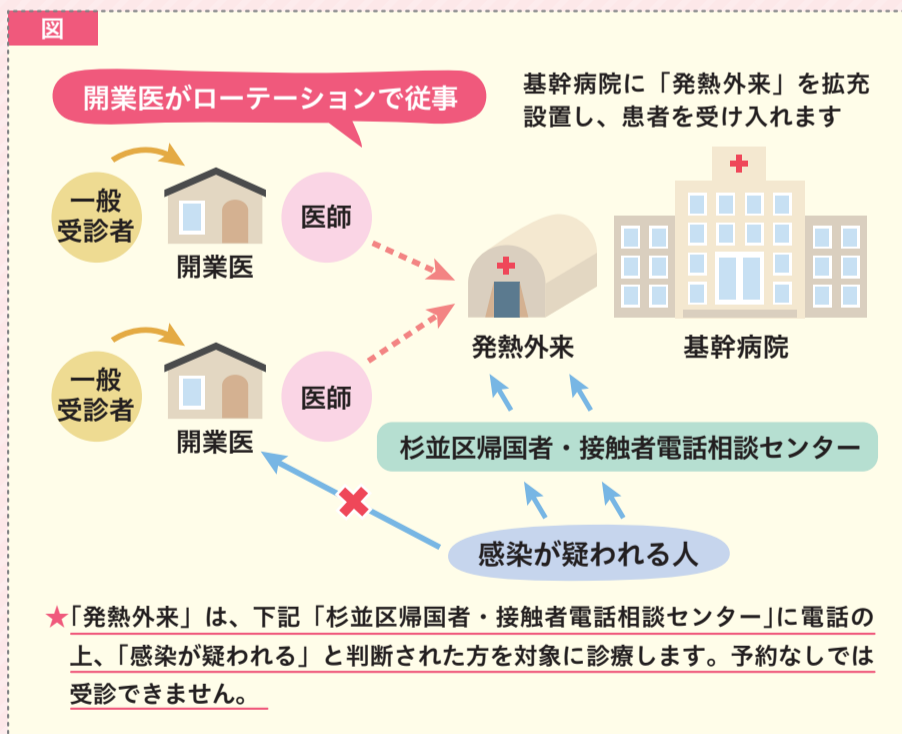 図
開業医がローテーションで従事
基幹病院に「発熱外来」を拡充
設置し、患者を受け入れます
一般
受診者
開業医
医師
発熱外来
基幹病院
一般
受診者
開業医
医師
杉並区帰国者・接触者電話相談センター
感染が疑われる人
★「発熱外来」は、下記「杉並区帰国者・接触者電話相談センター」に電話の
上、「感染が疑われる」と判断された方を対象に診療します。予約なしでは
受診できません。